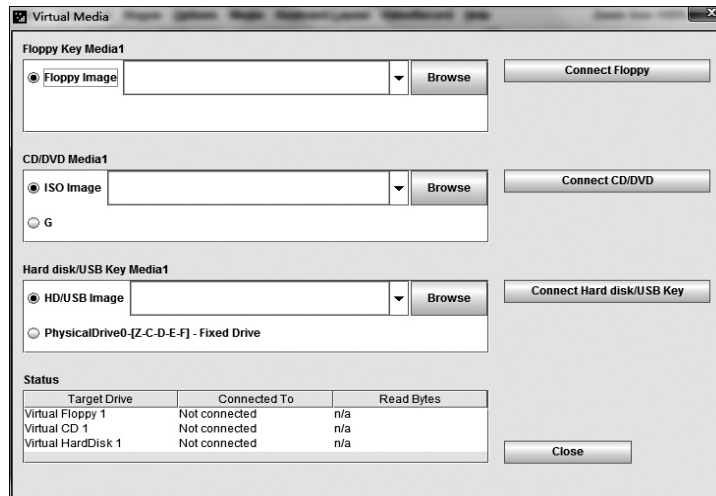 Virtual Media
Floppy Key Media1
Floppy Image Browse Connect Floppy
CD/DVD Media1
ISO Image Browse Connect CD/DVD
G
Hard disk/USB Key Media1
HD/USB Image Browse Connect Hard disk/USB Key
PhysicalDrive0-[Z-C-D-E-F] - Fixed Drive
Status
Target Drive Connected To Read Bytes
Virtual Floppy 1 Not connected n/a
Virtual CD 1 Not connected n/a
Virtual HardDisk 1 Not connected n/a
Close